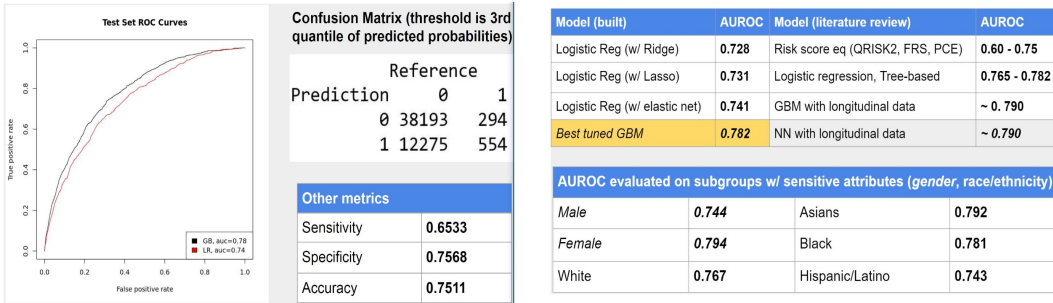 Test Set ROC Curves
True positive rate
1.0
0.8
0.6
0.4
0.2
0.0
GB, auc=0.78
LR, auc=0.74
0.0 0.2 0.4 0.6 0.8 1.0
False positive rate
Confusion Matrix (threshold is 3rd
quantile of predicted probabilities)
Reference
Prediction 0 1
0 38193 294
1 12275 554
Other metrics
Sensitivity 0.6533
Specificity 0.7568
Accuracy 0.7511
Model (built) AUROC Model (literature review) AUROC
Logistic Reg (w/ Ridge) 0.728 Risk score eq (QRISK2, FRS, PCE) 0.60 - 0.75
Logistic Reg (w/ Lasso) 0.731 Logistic regression, Tree-based 0.765 - 0.782
Logistic Reg (w/ elastic net) 0.741 GBM with longitudinal data ~ 0. 790
Best tuned GBM 0.782 NN with longitudinal data ~ 0.790
AUROC evaluated on subgroups w/ sensitive attributes (gender, race/ethnicity)
Male 0.744 Asians 0.792
Female 0.794 Black 0.781
White 0.767 Hispanic/Latino 0.743